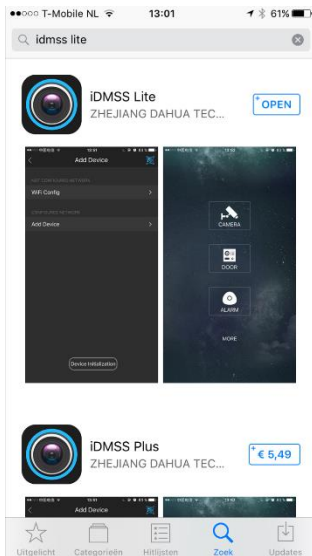 T-Mobile NL 13:01 61%
idmss lite
iDMSS Lite
ZHEJIANG DAHUA TEC...
+OPEN
Add Device
WiFi Config
Add Device
Device Initialization
CAMERA
DOOR
ALARM
MORE
iDMSS Plus
ZHEJIANG DAHUA TEC...
+€ 5,49
Add Device
Uitgelicht Categorieën Hitlijsten Zoek Updates